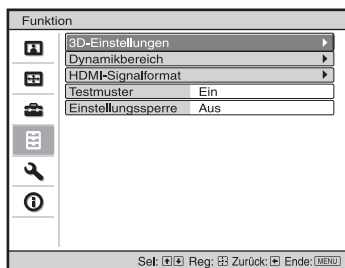 Funktion
3D-Einstellungen
Dynamikbereich
HDMI-Signalformat
Testmuster Ein
Einstellungssperre Aus
Sel: Reg: Zurück: Ende: MENU